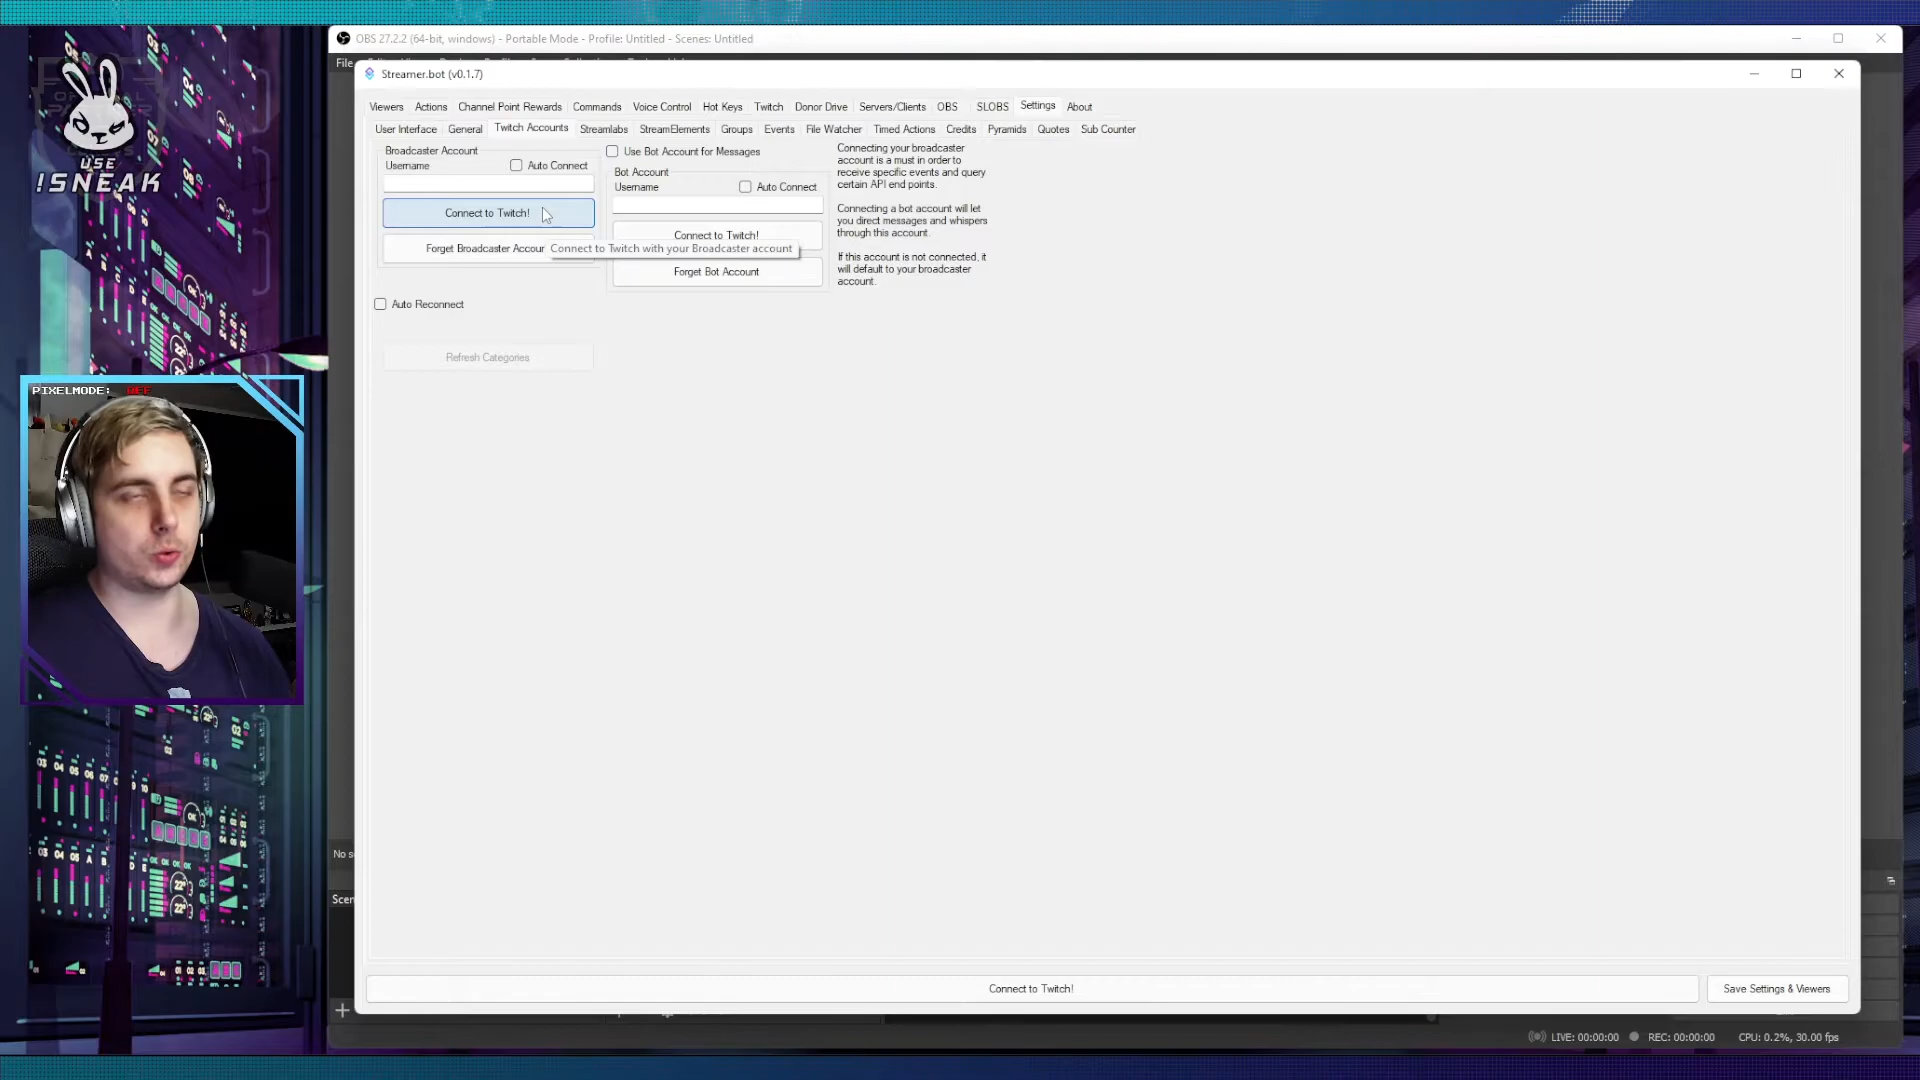 OBS 27.2.2 (64-bit, windows) - Portable Mode - Profile: Untitled - Scenes: Untitled
File
Streamer.bot (v0.1.7)
Viewers Actions Channel Point Rewards Commands Voice Control Hot Keys Twitch Donor Drive Servers/Clients OBS SLOBS Settings About
User Interface General Twitch Accounts Streamlabs StreamElements Groups Events File Watcher Timed Actions Credits Pyramids Quotes Sub Counter
Broadcaster Account
Username Auto Connect
Connect to Twitch!
Forget Broadcaster Accour
Connect to Twitch with your Broadcaster account
Auto Reconnect
Refresh Categories
Use Bot Account for Messages
Bot Account
Username Auto Connect
Connect to Twitch!
Forget Bot Account
Connecting your broadcaster
account is a must in order to
receive specific events and query
certain API end points.
Connecting a bot account will let
you direct messages and whispers
through this account.
If this account is not connected, it
will default to your broadcaster
account.
USE
!SNEAK
PIXELMODE: OFF
No s
Scen
Connect to Twitch! Save Settings & Viewers
LIVE: 00:00:00 REC: 00:00:00 CPU: 0.2%, 30.00 fps